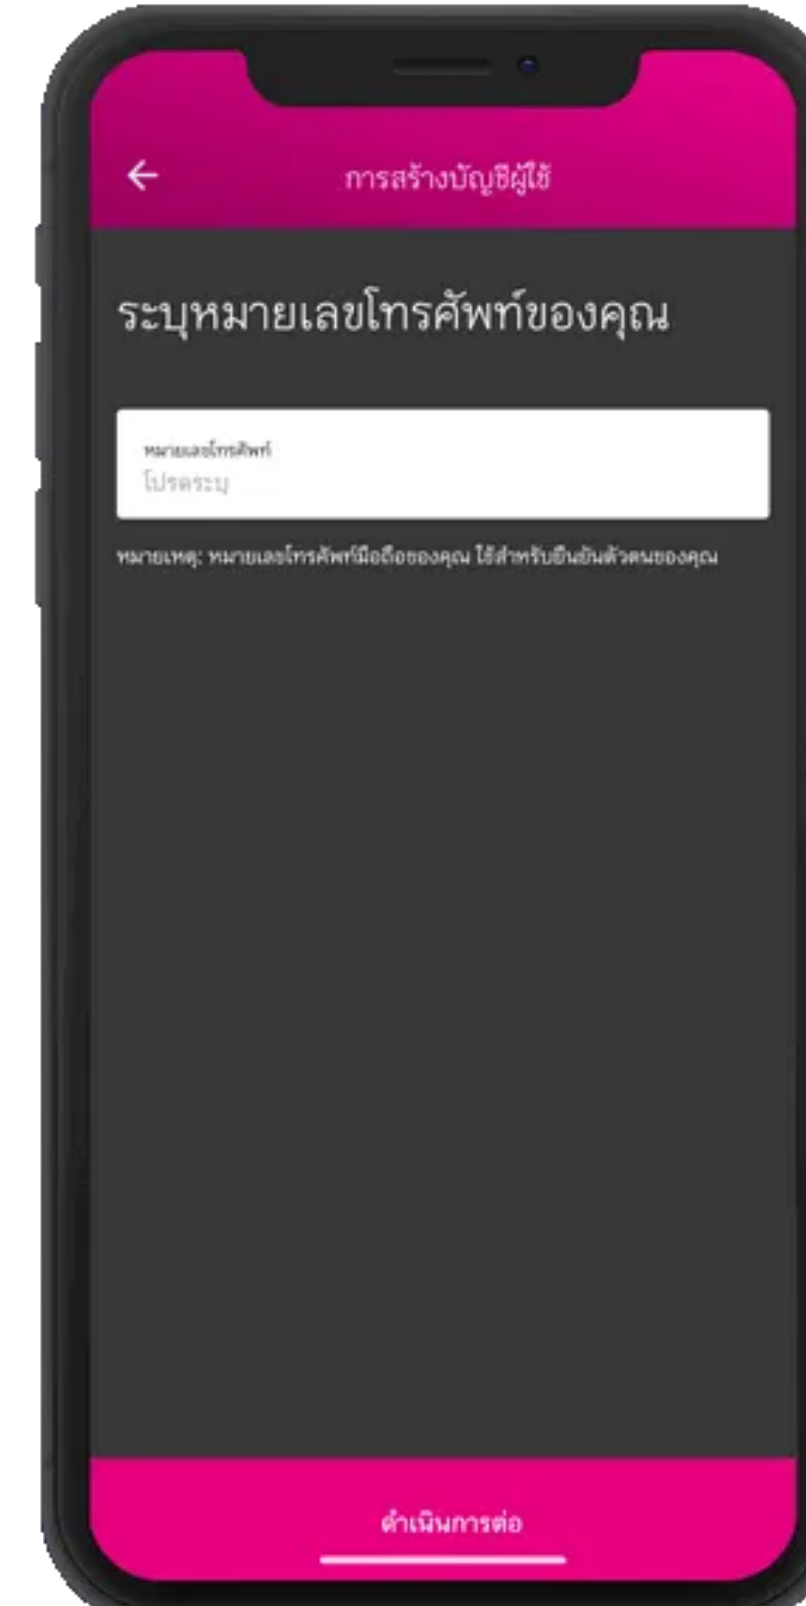 การสร้างบัญชีผู้ใช้
ระบุหมายเลขโทรศัพท์ของคุณ
หมายเลขโทรศัพท์
โปรดระบุ
หมายเหตุ: หมายเลขโทรศัพท์มือถือของคุณ ใช้สำหรับยืนยันตัวตนของคุณ
ดำเนินการต่อ